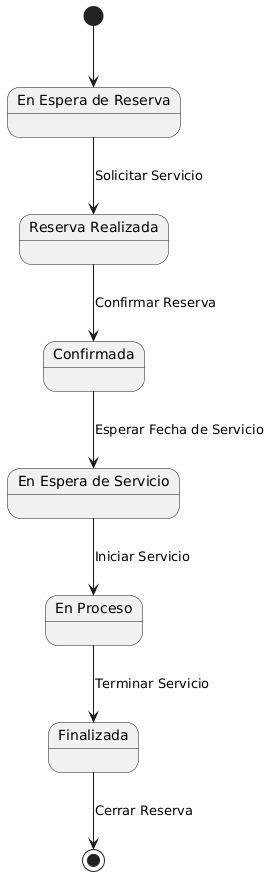 En Espera de Reserva
Solicitar Servicio
Reserva Realizada
Confirmar Reserva
Confirmada
Esperar Fecha de Servicio
En Espera de Servicio
Iniciar Servicio
En Proceso
Terminar Servicio
Finalizada
Cerrar Reserva